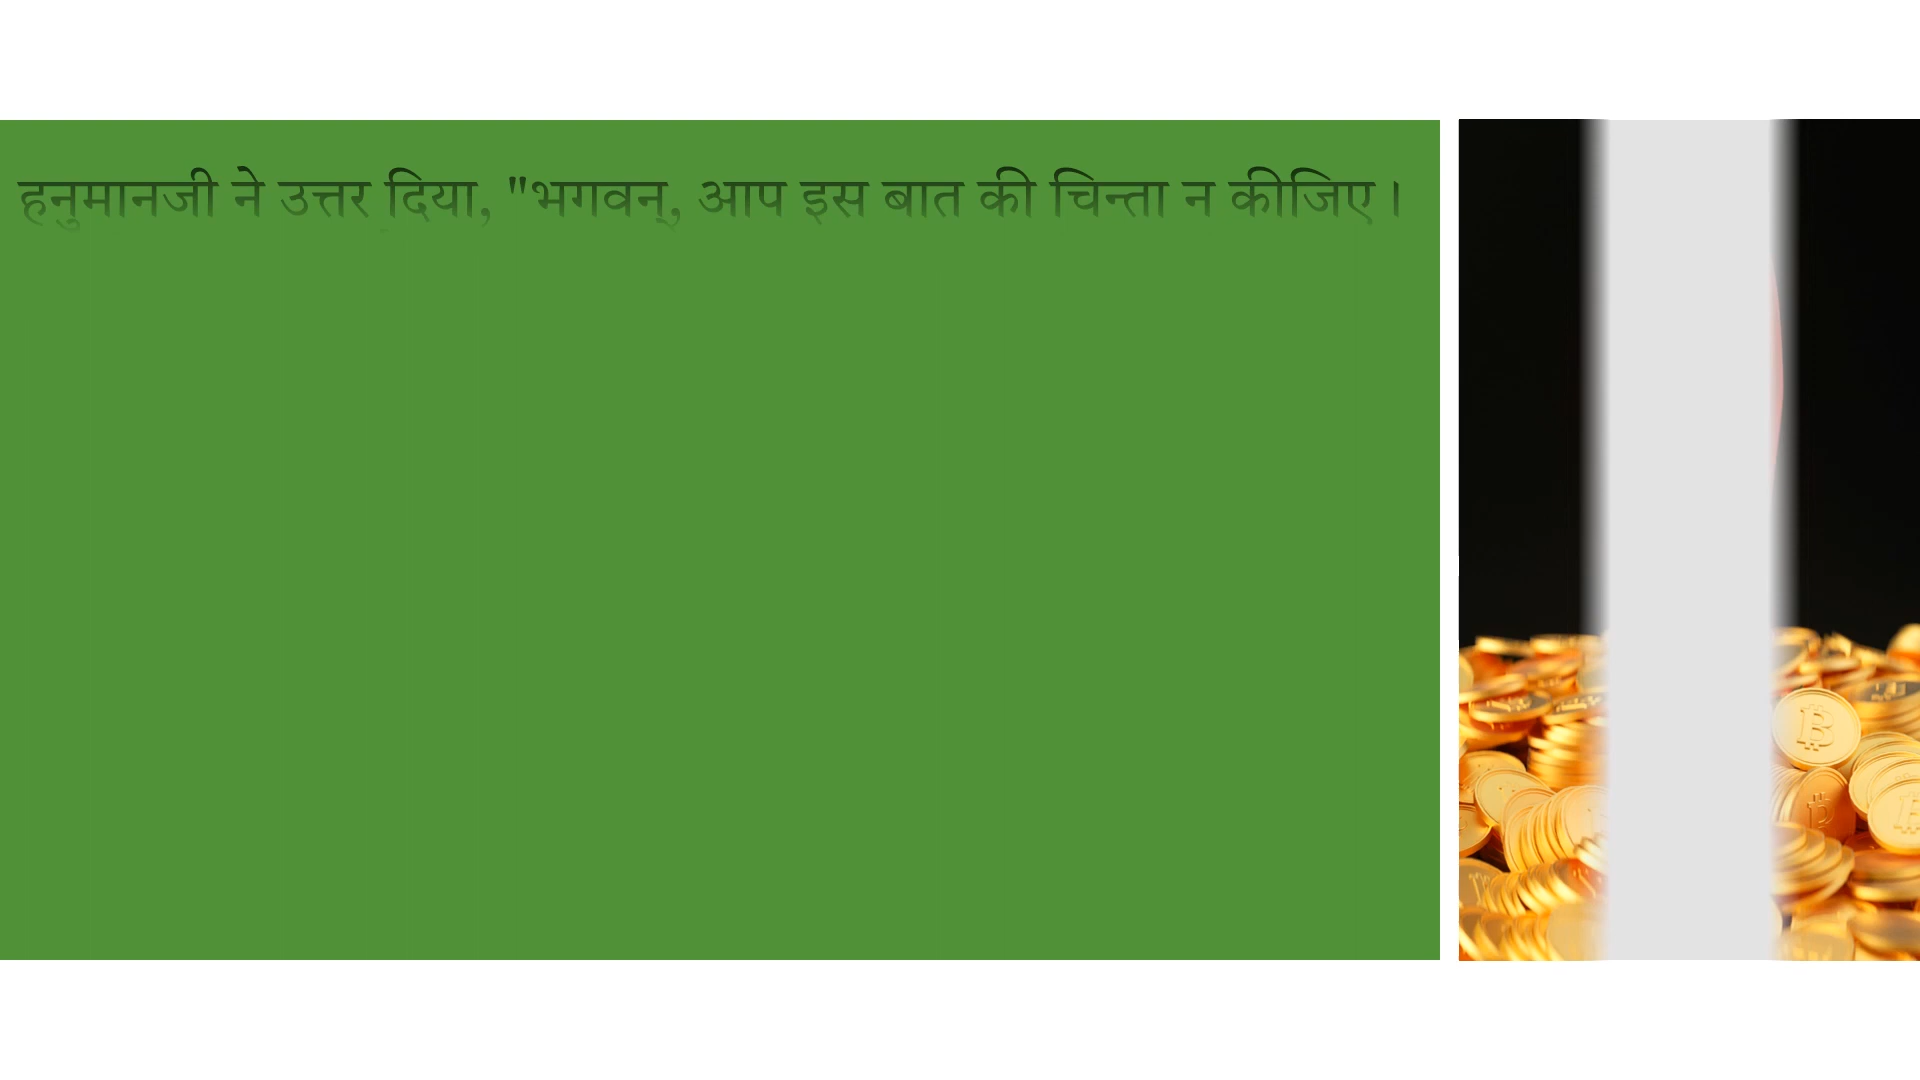 हनुमानजी ने उत्तर दिया, "भगवन्, आप इस बात की चिन्ता न कीजिए।